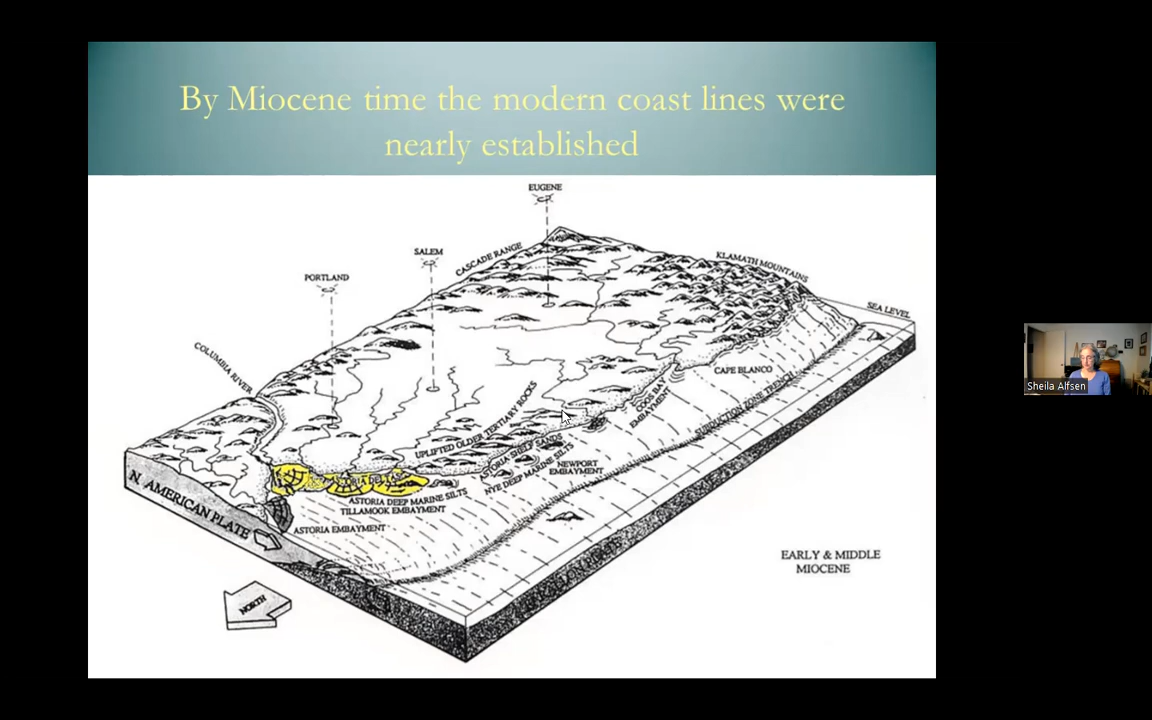 By Miocene time the modern coast lines were
nearly established
EUGENE
SALEM
CASCADE RANGE
KLAMATH MOUNTAINS
PORTLAND
SEA LEVEL
COLUMBIA RIVER
CAPE BLANCO
COOS BAY
EMBAYMENT
SUBDUCTION ZONE TRENCH
UPLIFTED OLDER TERTIARY ROCKS
ASTORIA SHELF SANDS
NYE DEEP MARINE SILTS
NEWPORT
EMBAYMENT
ASTORIA DEEP MARINE SILTS
TILLAMOOK EMBAYMENT
ASTORIA EMBAYMENT
N. AMERICAN PLATE
NORTH
EARLY & MIDDLE
MIOCENE
Sheila Alfsen